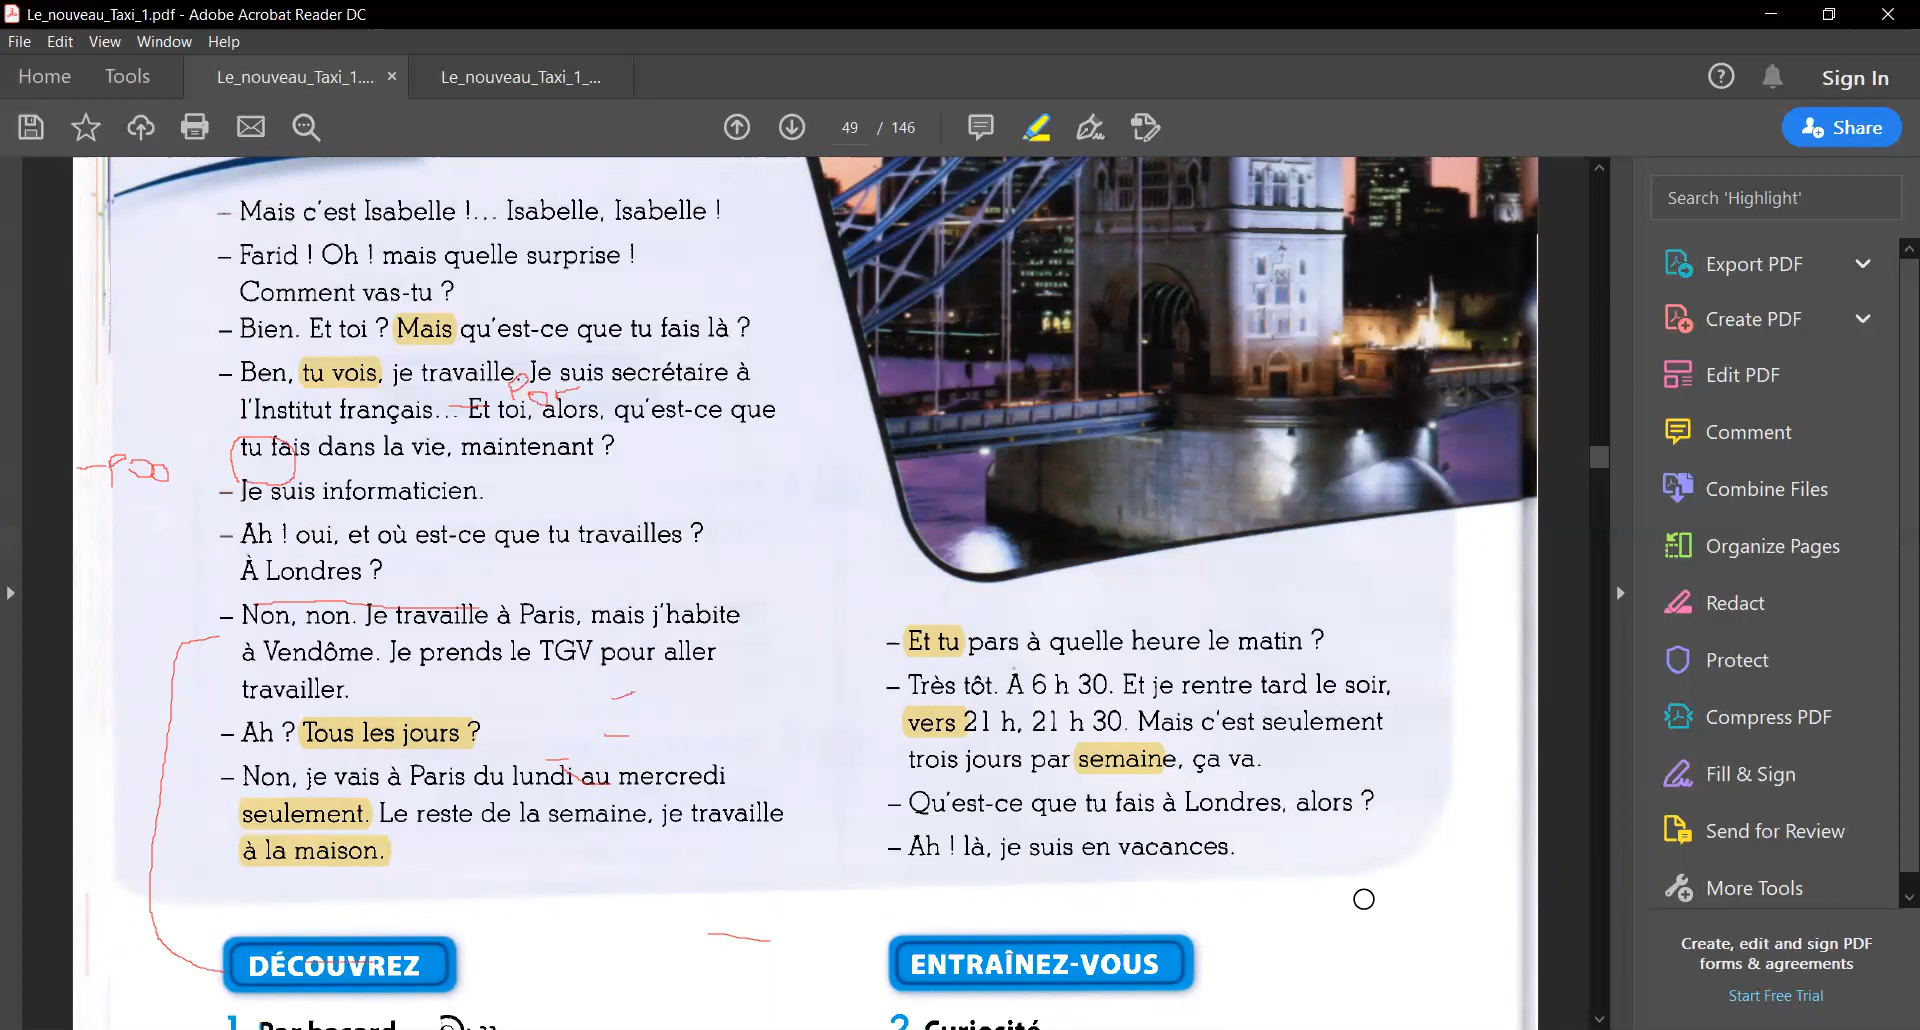 Le_nouveau_Taxi_1.pdf - Adobe Acrobat Reader DC
File Edit View Window Help
Home Tools Le_nouveau_Taxi_1.... × Le_nouveau_Taxi_1_... Sign In
49 / 146 Share
– Mais c'est Isabelle !... Isabelle, Isabelle !
– Farid ! Oh ! mais quelle surprise !
Comment vas-tu ?
– Bien. Et toi ? Mais qu'est-ce que tu fais là ?
– Ben, tu vois, je travaille. Je suis secrétaire à
l'Institut français... Et toi, alors, qu'est-ce que
tu fais dans la vie, maintenant ?
– Je suis informaticien.
– Ah ! oui, et où est-ce que tu travailles ?
À Londres ?
– Non, non. Je travaille à Paris, mais j'habite
à Vendôme. Je prends le TGV pour aller
travailler.
– Ah ? Tous les jours ?
– Non, je vais à Paris du lundi au mercredi
seulement. Le reste de la semaine, je travaille
à la maison.
– Et tu pars à quelle heure le matin ?
– Très tôt. À 6 h 30. Et je rentre tard le soir,
vers 21 h, 21 h 30. Mais c'est seulement
trois jours par semaine, ça va.
– Qu'est-ce que tu fais à Londres, alors ?
– Ah ! là, je suis en vacances.
DÉCOUVREZ
ENTRAÎNEZ-VOUS
1 Par hasard
2 Curiosité
Search 'Highlight'
Export PDF
Create PDF
Edit PDF
Comment
Combine Files
Organize Pages
Redact
Protect
Compress PDF
Fill & Sign
Send for Review
More Tools
Create, edit and sign PDF
forms & agreements
Start Free Trial